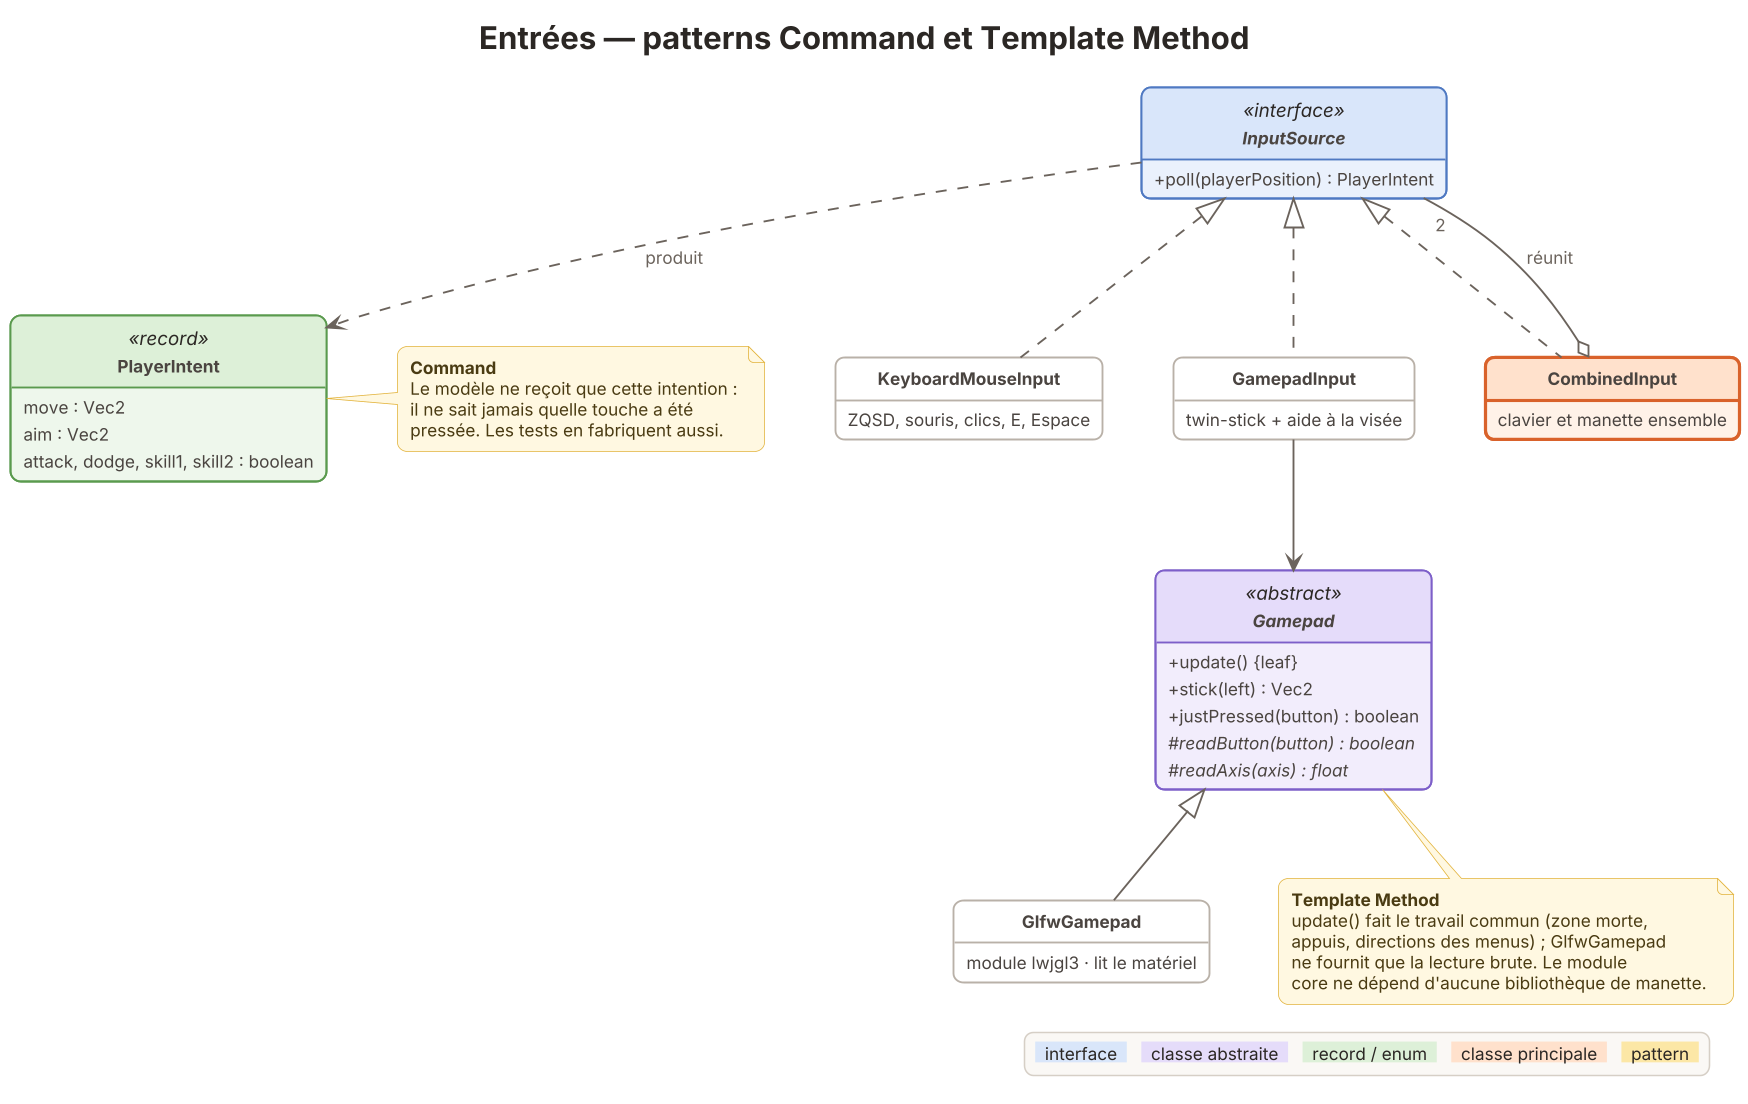 Entrées — patterns Command et Template Method
«interface»
InputSource
+poll(playerPosition) : PlayerIntent
2
réunit
produit
«record»
PlayerIntent
move : Vec2
aim : Vec2
attack, dodge, skill1, skill2 : boolean
Command
Le modèle ne reçoit que cette intention :
il ne sait jamais quelle touche a été
pressée. Les tests en fabriquent aussi.
KeyboardMouseInput
ZQSD, souris, clics, E, Espace
GamepadInput
twin-stick + aide à la visée
CombinedInput
clavier et manette ensemble
«abstract»
Gamepad
+update() {leaf}
+stick(left) : Vec2
+justPressed(button) : boolean
#readButton(button) : boolean
#readAxis(axis) : float
GlfwGamepad
module lwjgl3 · lit le matériel
Template Method
update() fait le travail commun (zone morte,
appuis, directions des menus) ; GlfwGamepad
ne fournit que la lecture brute. Le module
core ne dépend d'aucune bibliothèque de manette.
interface classe abstraite record / enum classe principale pattern